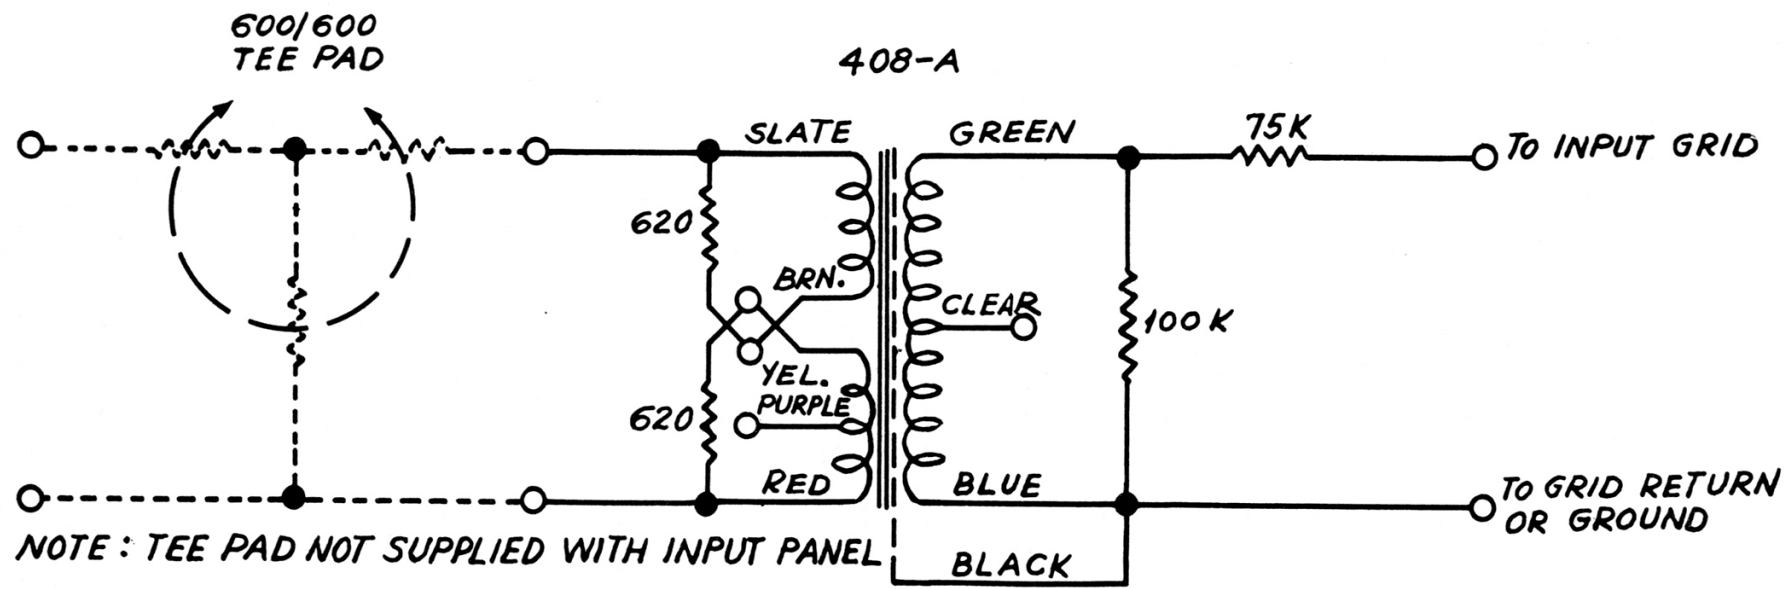 600/600
TEE PAD
408-A
SLATE
GREEN
75K
TO INPUT GRID
620
BRN.
CLEAR
100K
YEL.
PURPLE
620
RED
BLUE
TO GRID RETURN
OR GROUND
NOTE: TEE PAD NOT SUPPLIED WITH INPUT PANEL
BLACK